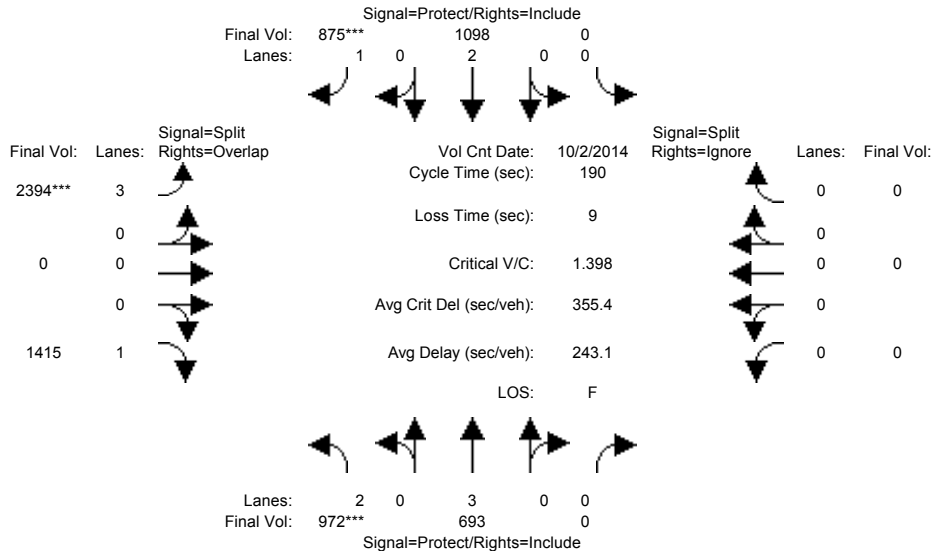 Signal=Protect/Rights=Include
Final Vol: 875*** 1098 0
Lanes: 1 0 2 0 0
Signal=Split Signal=Split
Final Vol: Lanes: Rights=Overlap Vol Cnt Date: 10/2/2014 Rights=Ignore Lanes: Final Vol:
Cycle Time (sec): 190
2394*** 3 0 0
Loss Time (sec): 9
0 0
0 0 Critical V/C: 1.398 0 0
0 Avg Crit Del (sec/veh): 355.4 0
1415 1 Avg Delay (sec/veh): 243.1 0 0
LOS: F
Lanes: 2 0 3 0 0
Final Vol: 972*** 693 0
Signal=Protect/Rights=Include